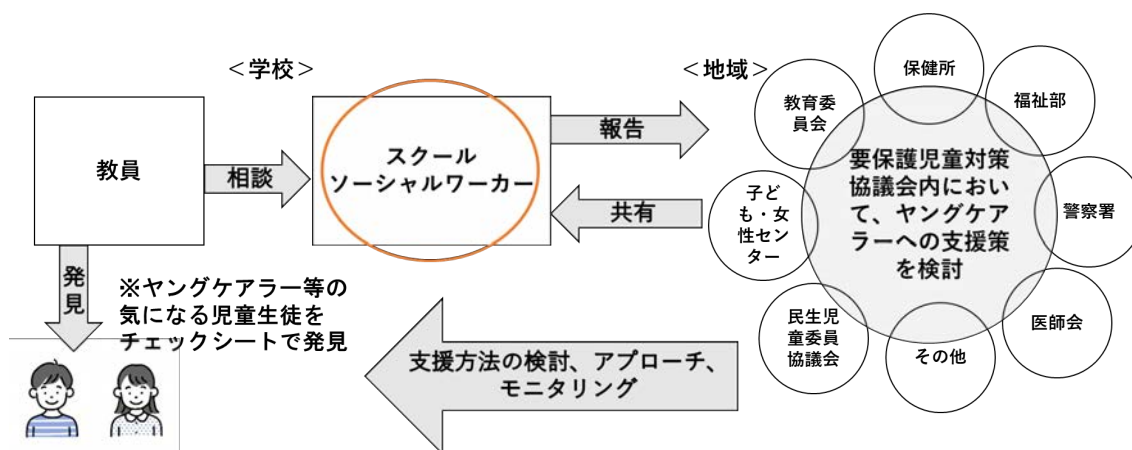 ＜学校＞
＜地域＞
教員
相談
スクール
ソーシャルワーカー
報告
共有
発見
※ヤングケアラー等の
気になる児童生徒を
チェックシートで発見
支援方法の検討、アプローチ、
モニタリング
保健所
教育委
員会
福祉部
子ど
も・女
性セン
ター
要保護児童対策
協議会内におい
て、ヤングケア
ラーへの支援策
を検討
警察署
民生児
童委員
協議会
その他
医師会